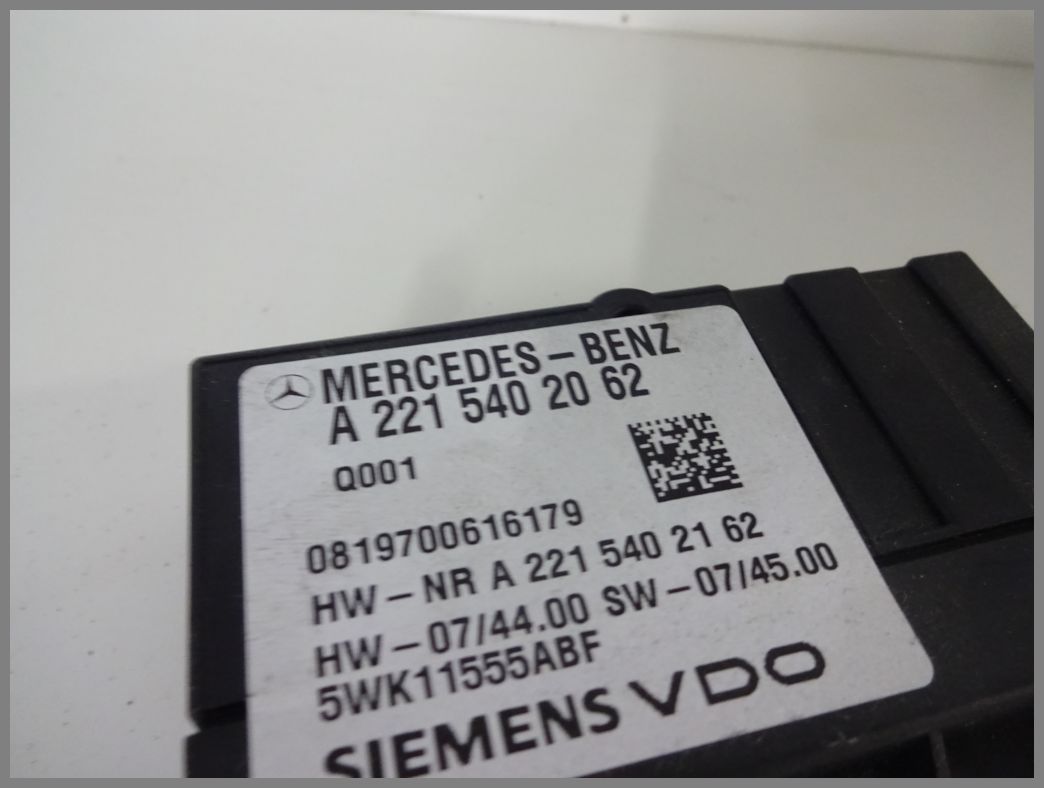 MERCEDES-BENZ
A 221 540 20 62
Q001
0819700616179
HW-NR A 221 540 21 62
HW-07/44.00 SW-07/45.00
5WK11555ABF
SIEMENS VDO